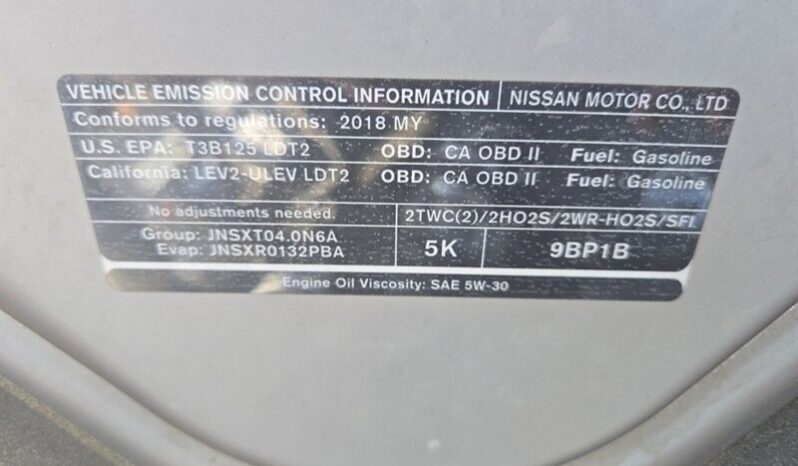 VEHICLE EMISSION CONTROL INFORMATION NISSAN MOTOR CO., LTD
Conforms to regulations: 2018 MY
U.S. EPA: T3B125 LDT2 OBD: CA OBD II Fuel: Gasoline
California: LEV2-ULEV LDT2 OBD: CA OBD II Fuel: Gasoline
No adjustments needed. 2TWC(2)/2HO2S/2WR-HO2S/SFI
Group: JNSXT04.0N6A
Evap: JNSXR0132PBA 5K 9BP1B
Engine Oil Viscosity: SAE 5W-30